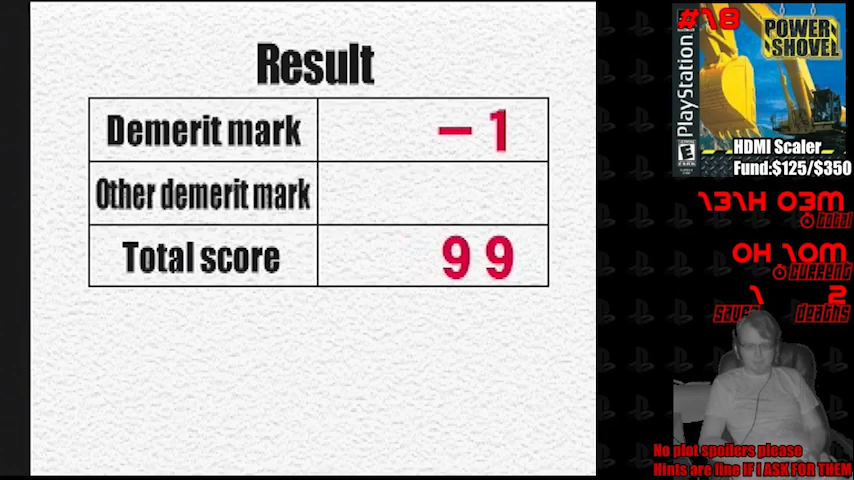 Result
Demerit mark -1
Other demerit mark
Total score 99
#18
PlayStation
POWER
SHOVEL
E
HDMI Scaler
Fund:$125/$350
131H 03M
total
0H 10M
current
1 2
saves deaths
No plot spoilers please
Hints are fine IF I ASK FOR THEM